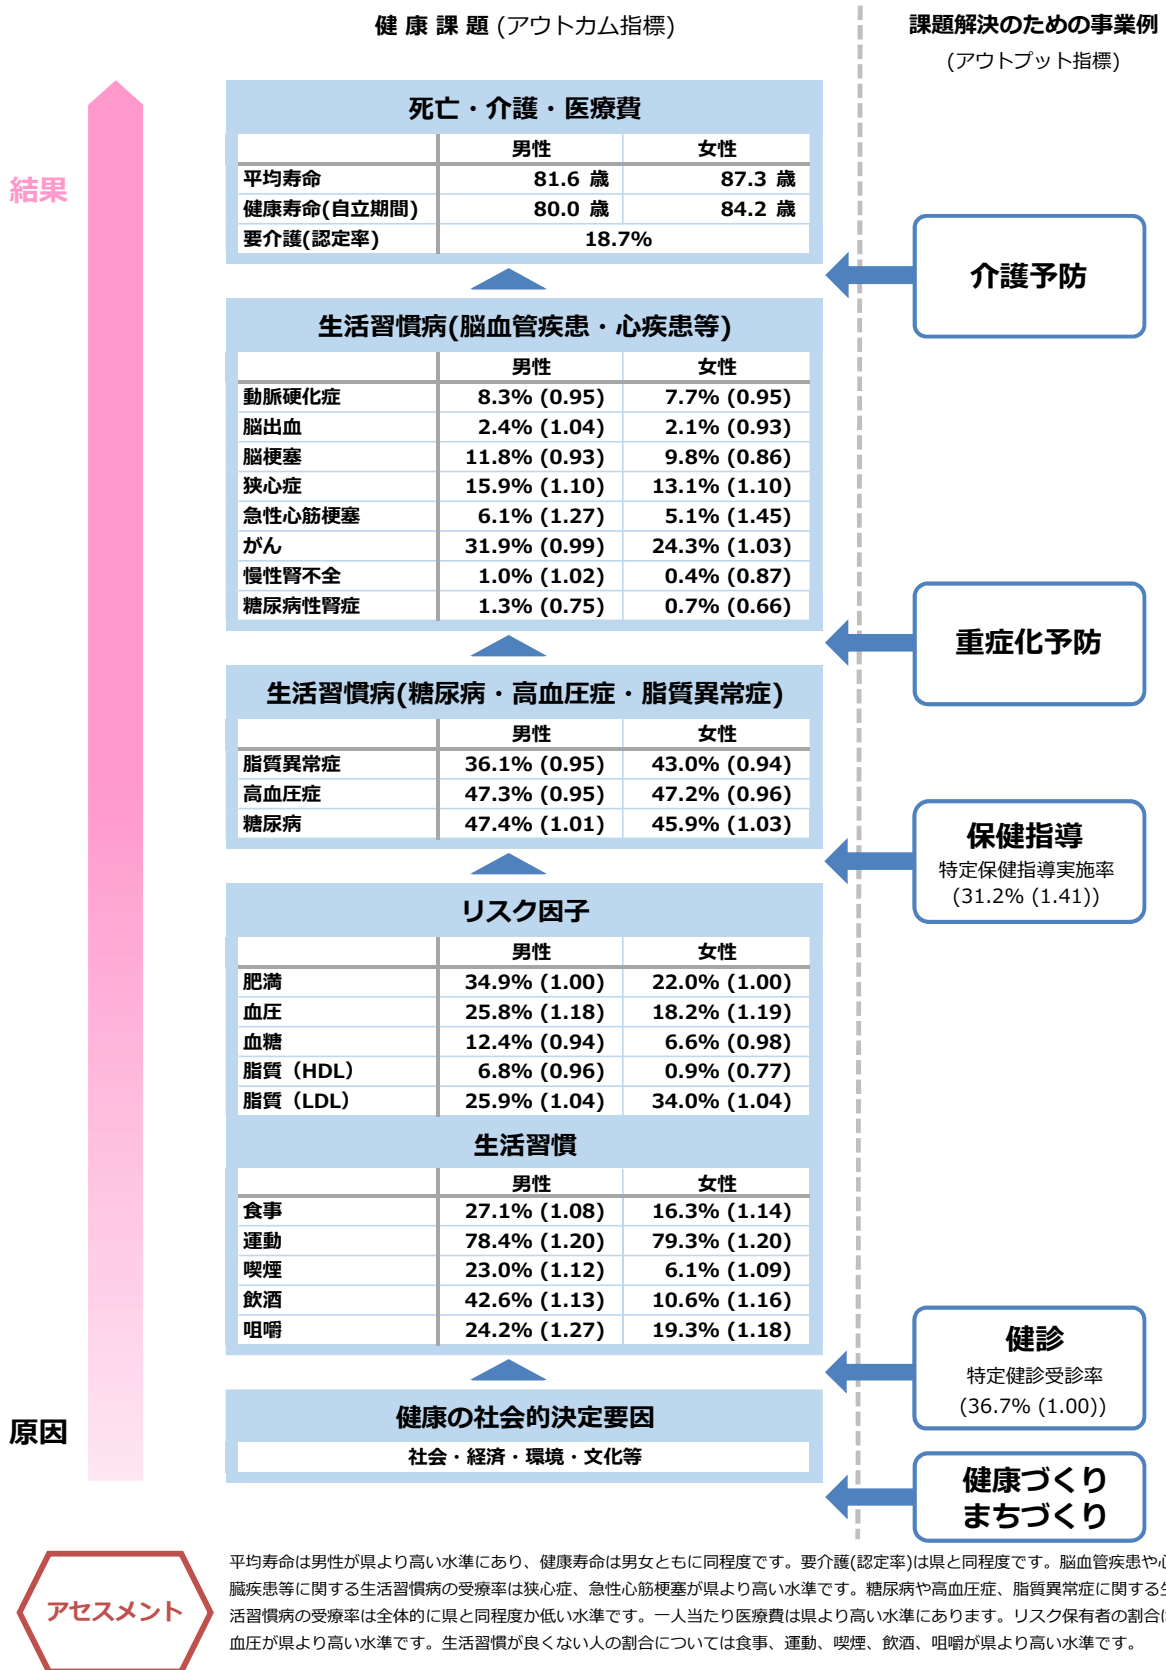 健 康 課 題 (アウトカム指標)
課題解決のための事業例
(アウトプット指標)
結果
死亡・介護・医療費
男性 女性
平均寿命 81.6 歳 87.3 歳
健康寿命(自立期間) 80.0 歳 84.2 歳
要介護(認定率) 18.7%
介護予防
生活習慣病(脳血管疾患・心疾患等)
男性 女性
動脈硬化症 8.3% (0.95) 7.7% (0.95)
脳出血 2.4% (1.04) 2.1% (0.93)
脳梗塞 11.8% (0.93) 9.8% (0.86)
狭心症 15.9% (1.10) 13.1% (1.10)
急性心筋梗塞 6.1% (1.27) 5.1% (1.45)
がん 31.9% (0.99) 24.3% (1.03)
慢性腎不全 1.0% (1.02) 0.4% (0.87)
糖尿病性腎症 1.3% (0.75) 0.7% (0.66)
重症化予防
生活習慣病(糖尿病・高血圧症・脂質異常症)
男性 女性
脂質異常症 36.1% (0.95) 43.0% (0.94)
高血圧症 47.3% (0.95) 47.2% (0.96)
糖尿病 47.4% (1.01) 45.9% (1.03)
保健指導
特定保健指導実施率
(31.2% (1.41))
リスク因子
男性 女性
肥満 34.9% (1.00) 22.0% (1.00)
血圧 25.8% (1.18) 18.2% (1.19)
血糖 12.4% (0.94) 6.6% (0.98)
脂質（HDL） 6.8% (0.96) 0.9% (0.77)
脂質（LDL） 25.9% (1.04) 34.0% (1.04)
生活習慣
男性 女性
食事 27.1% (1.08) 16.3% (1.14)
運動 78.4% (1.20) 79.3% (1.20)
喫煙 23.0% (1.12) 6.1% (1.09)
飲酒 42.6% (1.13) 10.6% (1.16)
咀嚼 24.2% (1.27) 19.3% (1.18)
健診
特定健診受診率
(36.7% (1.00))
原因
健康の社会的決定要因
社会・経済・環境・文化等
健康づくり
まちづくり
アセスメント
平均寿命は男性が県より高い水準にあり、健康寿命は男女ともに同程度です。要介護(認定率)は県と同程度です。脳血管疾患や心
臓疾患等に関する生活習慣病の受療率は狭心症、急性心筋梗塞が県より高い水準です。糖尿病や高血圧症、脂質異常症に関する生
活習慣病の受療率は全体的に県と同程度か低い水準です。一人当たり医療費は県より高い水準にあります。リスク保有者の割合は
血圧が県より高い水準です。生活習慣が良くない人の割合については食事、運動、喫煙、飲酒、咀嚼が県より高い水準です。